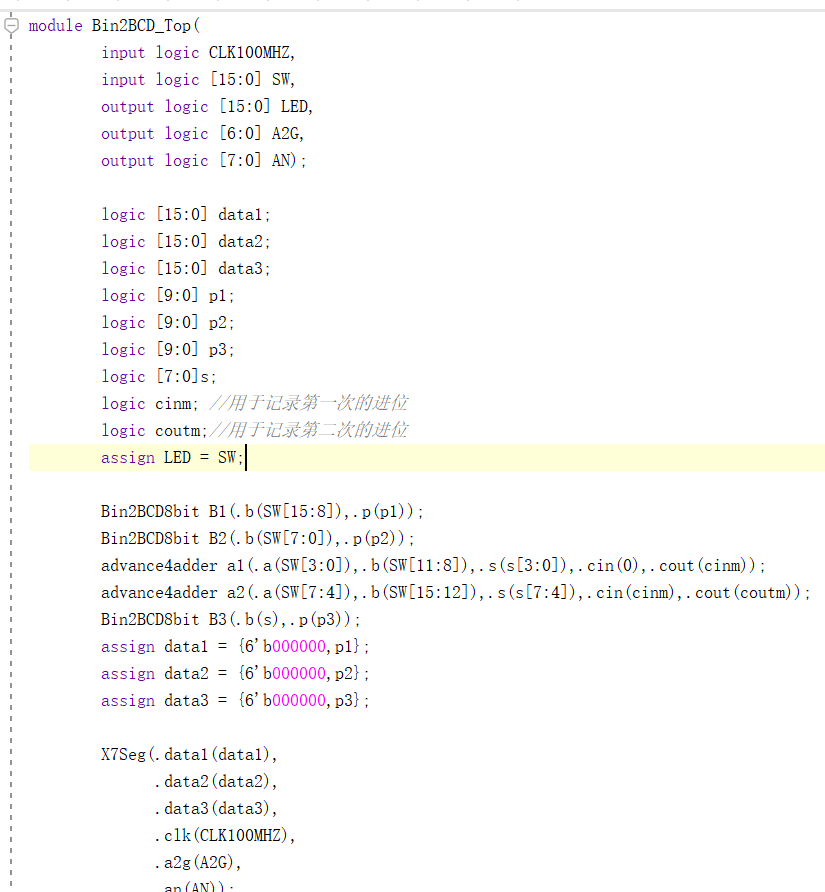 module Bin2BCD_Top(
input logic CLK100MHZ,
input logic [15:0] SW,
output logic [15:0] LED,
output logic [6:0] A2G,
output logic [7:0] AN);
logic [15:0] data1;
logic [15:0] data2;
logic [15:0] data3;
logic [9:0] p1;
logic [9:0] p2;
logic [9:0] p3;
logic [7:0]s;
logic cinm; //用于记录第一次的进位
logic coutm;//用于记录第二次的进位
assign LED = SW;
Bin2BCD8bit B1(.b(SW[15:8]),.p(p1));
Bin2BCD8bit B2(.b(SW[7:0]),.p(p2));
advance4adder a1(.a(SW[3:0]),.b(SW[11:8]),.s(s[3:0]),.cin(0),.cout(cinm));
advance4adder a2(.a(SW[7:4]),.b(SW[15:12]),.s(s[7:4]),.cin(cinm),.cout(coutm));
Bin2BCD8bit B3(.b(s),.p(p3));
assign data1 = {6'b000000,p1};
assign data2 = {6'b000000,p2};
assign data3 = {6'b000000,p3};
X7Seg(.data1(data1),
.data2(data2),
.data3(data3),
.clk(CLK100MHZ),
.a2g(A2G),
.an(AN));